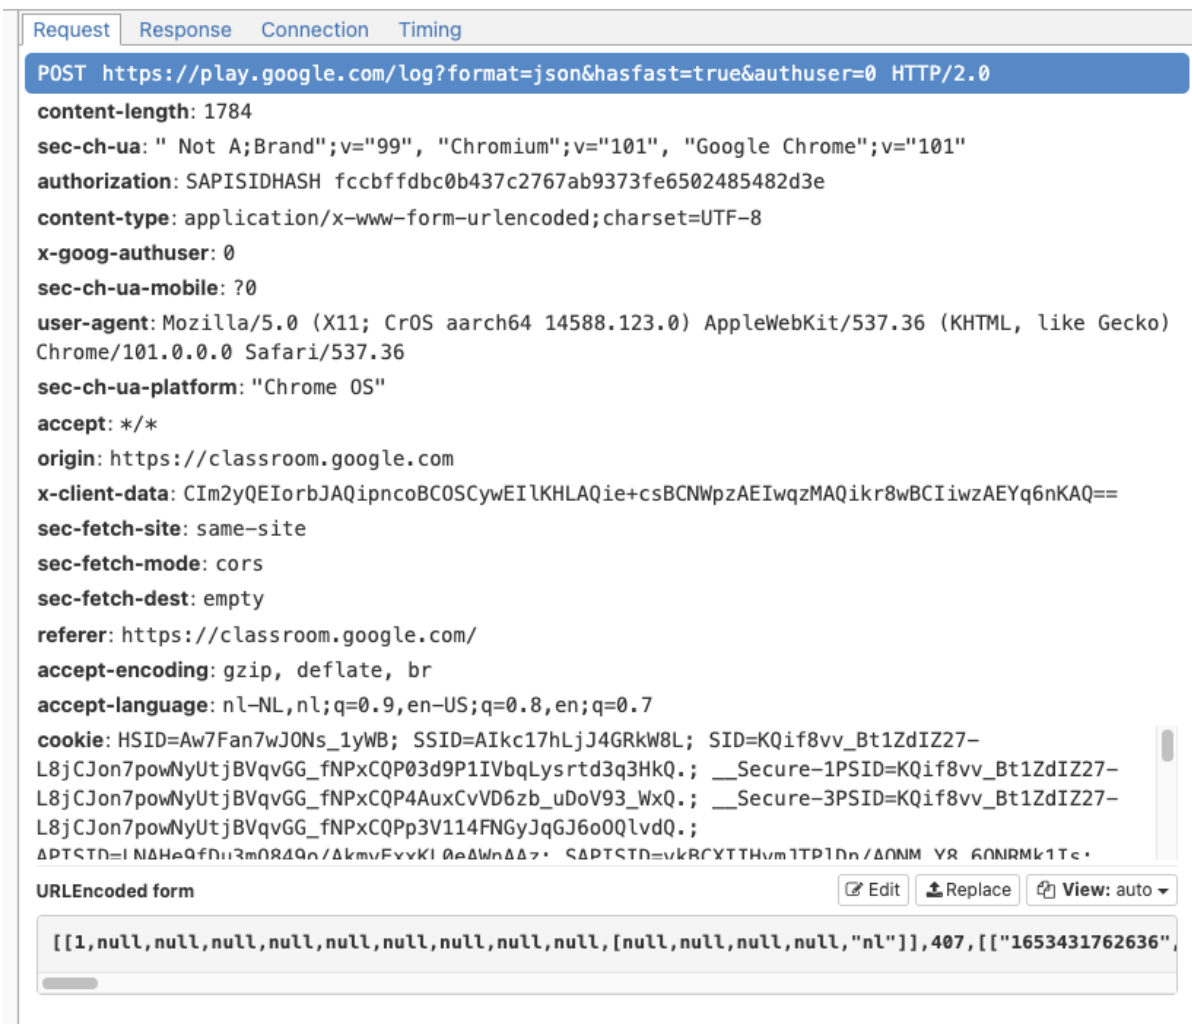 Request Response Connection Timing
POST https://play.google.com/log?format=json&hasfast=true&authuser=0 HTTP/2.0
content-length: 1784
sec-ch-ua: " Not A;Brand";v="99", "Chromium";v="101", "Google Chrome";v="101"
authorization: SAPISIDHASH fccbffdbc0b437c2767ab9373fe6502485482d3e
content-type: application/x-www-form-urlencoded;charset=UTF-8
x-goog-authuser: 0
sec-ch-ua-mobile: ?0
user-agent: Mozilla/5.0 (X11; CrOS aarch64 14588.123.0) AppleWebKit/537.36 (KHTML, like Gecko)
Chrome/101.0.0.0 Safari/537.36
sec-ch-ua-platform: "Chrome OS"
accept: */*
origin: https://classroom.google.com
x-client-data: CIm2yQEIorbJAQipncoBCOSCywEIlKHLAQie+csBCNWpzAEIwqzMAQikr8wBCIiwzAEYq6nKAQ==
sec-fetch-site: same-site
sec-fetch-mode: cors
sec-fetch-dest: empty
referer: https://classroom.google.com/
accept-encoding: gzip, deflate, br
accept-language: nl-NL,nl;q=0.9,en-US;q=0.8,en;q=0.7
cookie: HSID=Aw7Fan7wJONs_1yWB; SSID=AIkc17hLjJ4GRkW8L; SID=KQif8vv_Bt1ZdIZ27-
L8jCJon7powNyUtjBVqvGG_fNPxCQP03d9P1IVbqLysrtd3q3HkQ.; __Secure-1PSID=KQif8vv_Bt1ZdIZ27-
L8jCJon7powNyUtjBVqvGG_fNPxCQP4AuxCvVD6zb_uDoV93_WxQ.; __Secure-3PSID=KQif8vv_Bt1ZdIZ27-
L8jCJon7powNyUtjBVqvGG_fNPxCQPp3V114FNGyJqGJ6oOQlvdQ.;
URLEncoded form Edit Replace View: auto
[[1,null,null,null,null,null,null,null,null,null,[null,null,null,null,"nl"]],407,[["1653431762636",